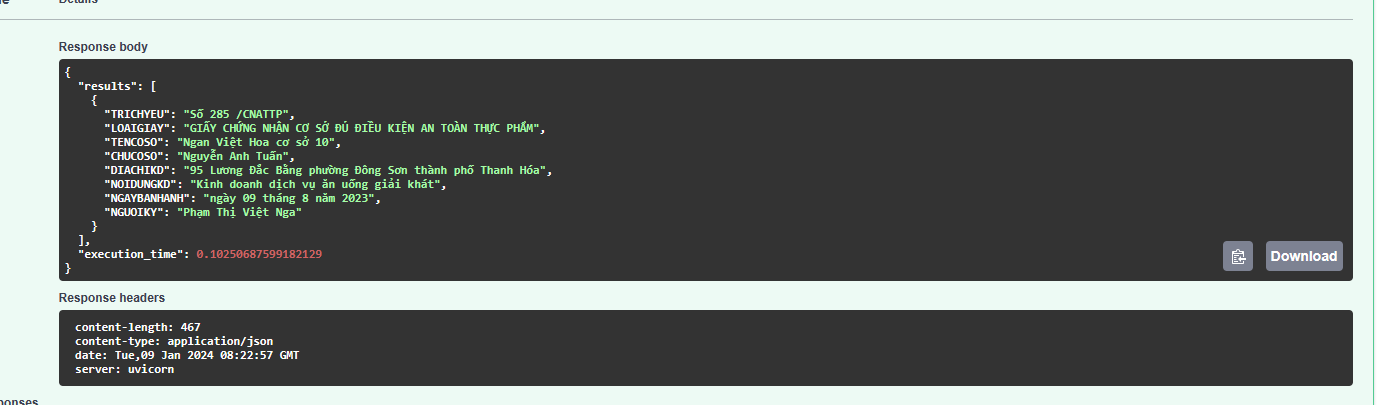 Details
Response body
{
"results": [
{
"TRICHYEU": "Số 285 /CNATTP",
"LOAIGIAY": "GIẤY CHỨNG NHẬN CƠ SỞ ĐỦ ĐIỀU KIỆN AN TOÀN THỰC PHẨM",
"TENCOSO": "Ngan Việt Hoa cơ sở 10",
"CHUCOSO": "Nguyễn Anh Tuấn",
"DIACHIKD": "95 Lương Đắc Bằng phường Đông Sơn thành phố Thanh Hóa",
"NOIDUNGKD": "Kinh doanh dịch vụ ăn uống giải khát",
"NGAYBANHANH": "ngày 09 tháng 8 năm 2023",
"NGUOIKY": "Phạm Thị Việt Nga"
}
],
"execution_time": 0.10250687599182129
}
Download
Response headers
content-length: 467
content-type: application/json
date: Tue,09 Jan 2024 08:22:57 GMT
server: uvicorn